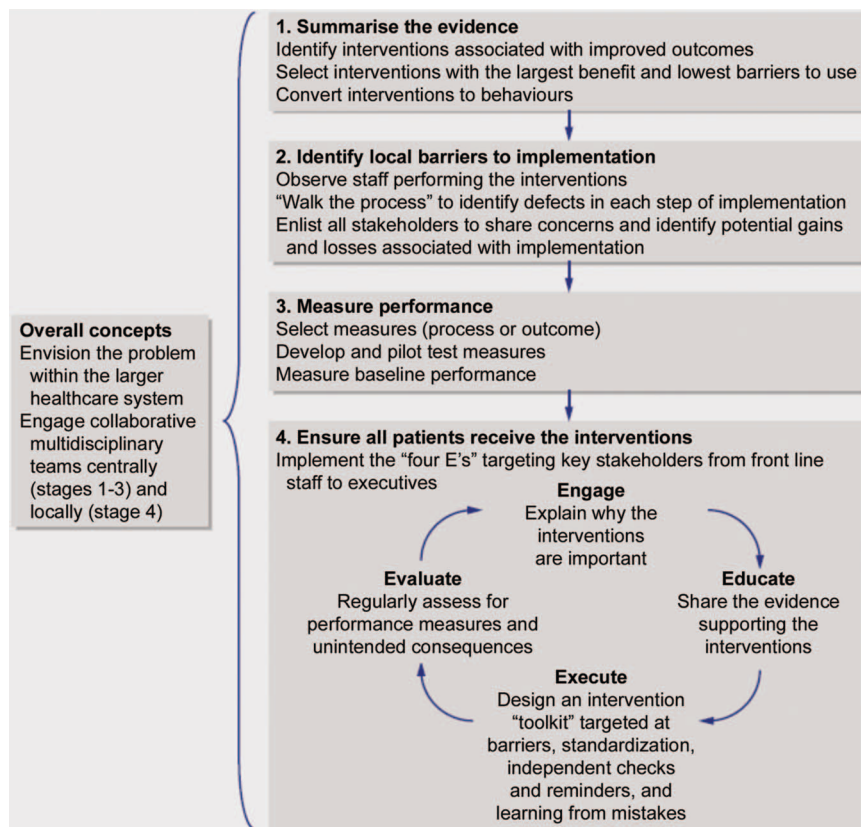 1. Summarise the evidence
Identify interventions associated with improved outcomes
Select interventions with the largest benefit and lowest barriers to use
Convert interventions to behaviours
2. Identify local barriers to implementation
Observe staff performing the interventions
“Walk the process” to identify defects in each step of implementation
Enlist all stakeholders to share concerns and identify potential gains
and losses associated with implementation
3. Measure performance
Select measures (process or outcome)
Develop and pilot test measures
Measure baseline performance
Overall concepts
Envision the problem
within the larger
healthcare system
Engage collaborative
multidisciplinary
teams centrally
(stages 1-3) and
locally (stage 4)
4. Ensure all patients receive the interventions
Implement the “four E's” targeting key stakeholders from front line
staff to executives
Engage
Explain why the
interventions
are important
Educate
Share the evidence
supporting the
interventions
Execute
Design an intervention
“toolkit” targeted at
barriers, standardization,
independent checks
and reminders, and
learning from mistakes
Evaluate
Regularly assess for
performance measures and
unintended consequences